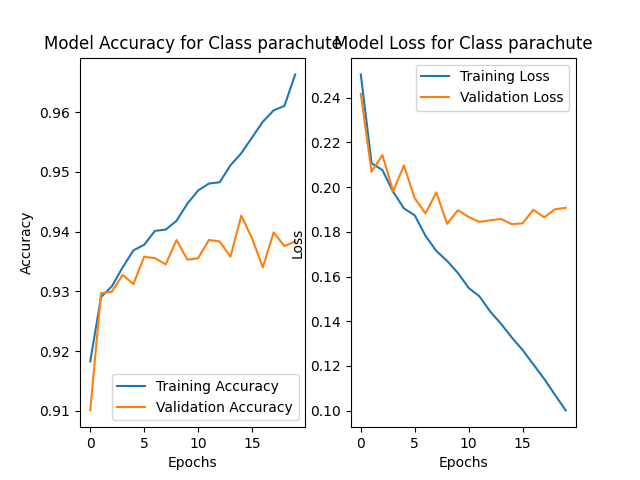 Model Accuracy for Class parachute
Accuracy
0.96
0.95
0.94
0.93
0.92
0.91
0
5
10
15
Epochs
Training Accuracy
Validation Accuracy
Model Loss for Class parachute
Loss
0.24
0.22
0.20
0.18
0.16
0.14
0.12
0.10
0
5
10
15
Epochs
Training Loss
Validation Loss